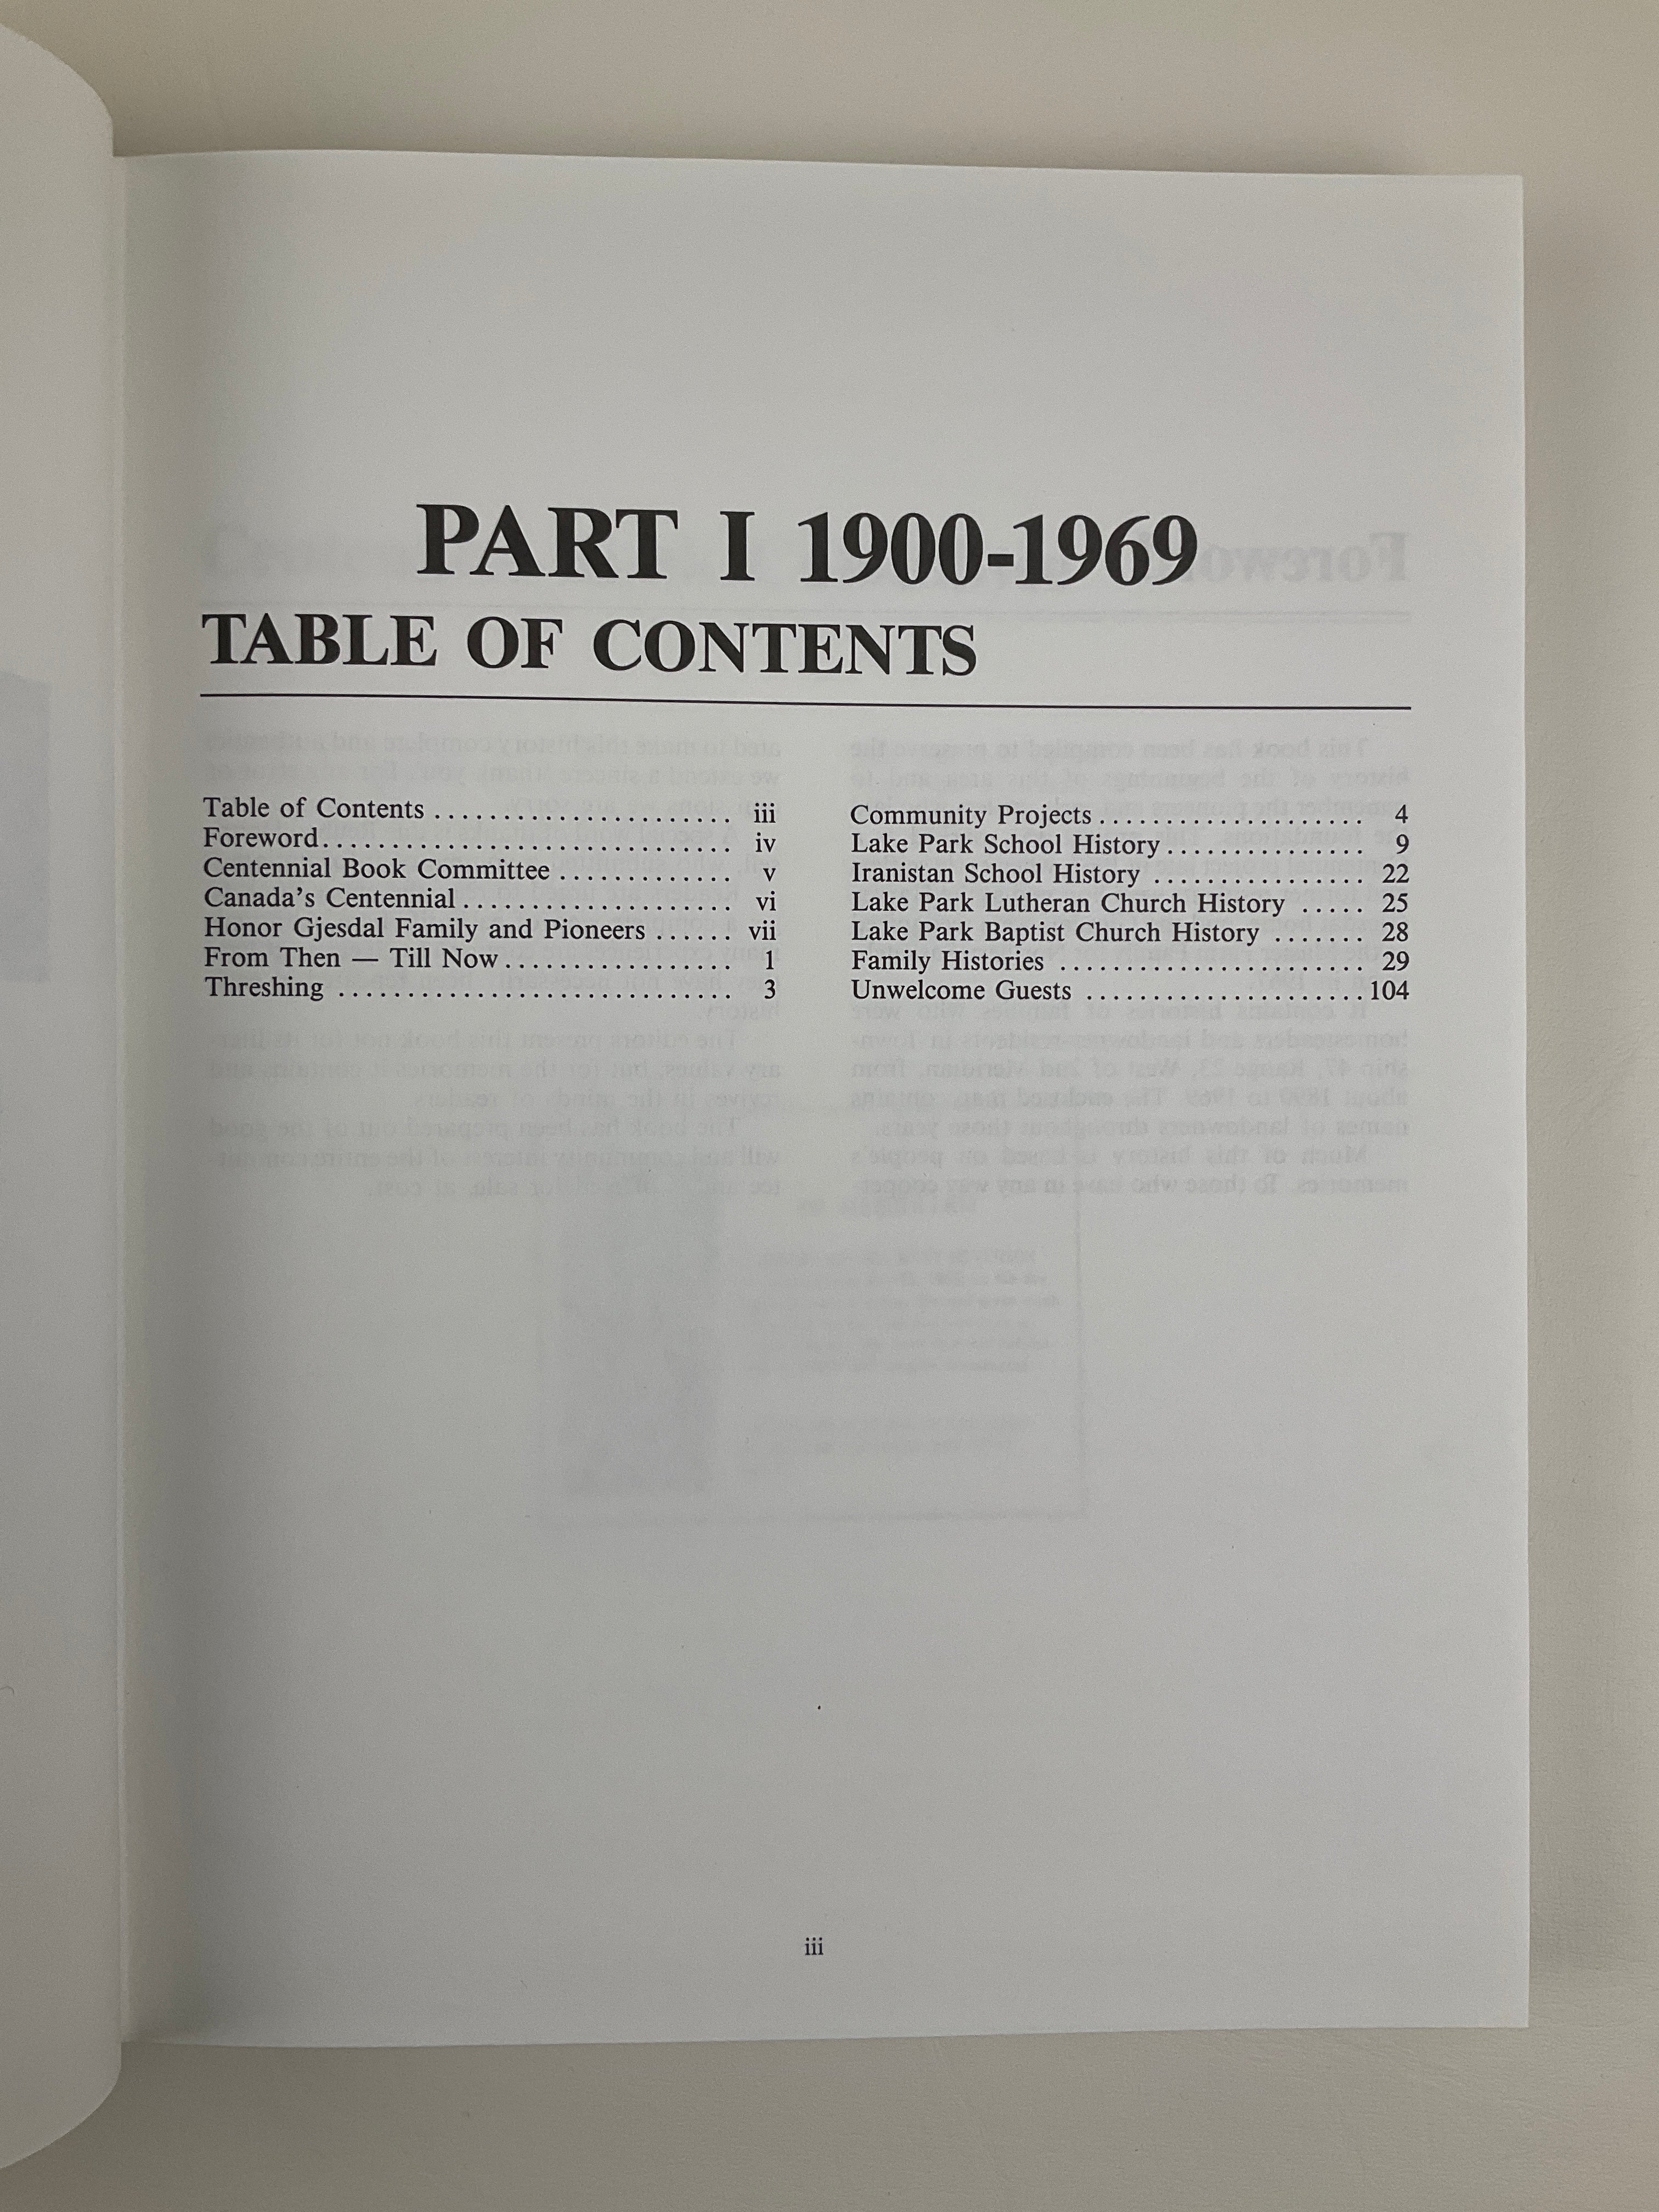 PART I 1900-1969
TABLE OF CONTENTS
Table of Contents ...................... iii
Foreword.............................. iv
Centennial Book Committee ............. v
Canada's Centennial .................... vi
Honor Gjesdal Family and Pioneers ...... vii
From Then — Till Now ................. 1
Threshing ............................. 3
Community Projects .................... 4
Lake Park School History ............... 9
Iranistan School History ................ 22
Lake Park Lutheran Church History ..... 25
Lake Park Baptist Church History ....... 28
Family Histories ....................... 29
Unwelcome Guests ..................... 104
iii